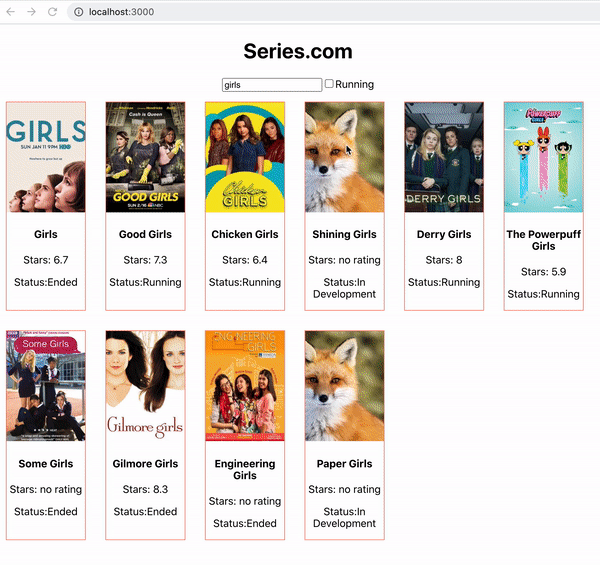 localhost:3000
Series.com
girls
Running
GIRLS
SUN JAN 11 9PM HBO
Cash is Queen
GOOD GIRLS
Chicken
GIRLS
DERRY GIRLS
POWERPUFF
GIRLS
Girls
Good Girls
Chicken Girls
Shining Girls
Derry Girls
The Powerpuff
Girls
Stars: 6.7
Stars: 7.3
Stars: 6.4
Stars: no rating
Stars: 8
Stars: 5.9
Status:Ended
Status:Running
Status:Running
Status:In
Development
Status:Running
Status:Running
Some Girls
Gilmore girls
ENGINEERING
GIRLS
Some Girls
Gilmore Girls
Engineering
Girls
Paper Girls
Stars: no rating
Stars: 8.3
Stars: no rating
Stars: no rating
Status:Ended
Status:Ended
Status:Ended
Status:In
Development